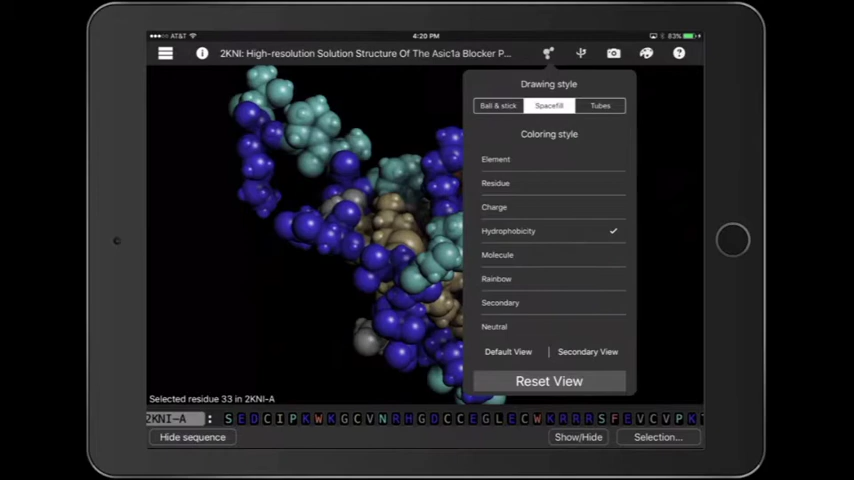 AT&T
4:20 PM
83%
2KNI: High-resolution Solution Structure Of The Asic1a Blocker P...
Drawing style
Ball & stick
Spacefill
Tubes
Coloring style
Element
Residue
Charge
Hydrophobicity
Molecule
Rainbow
Secondary
Neutral
Default View
Secondary View
Reset View
Selected residue 33 in 2KNI-A
2KNI-A : S E D C I P K W K G C V N R H G D C C E G L E C W K R R R S F E V C V P K
Hide sequence
Show/Hide
Selection...